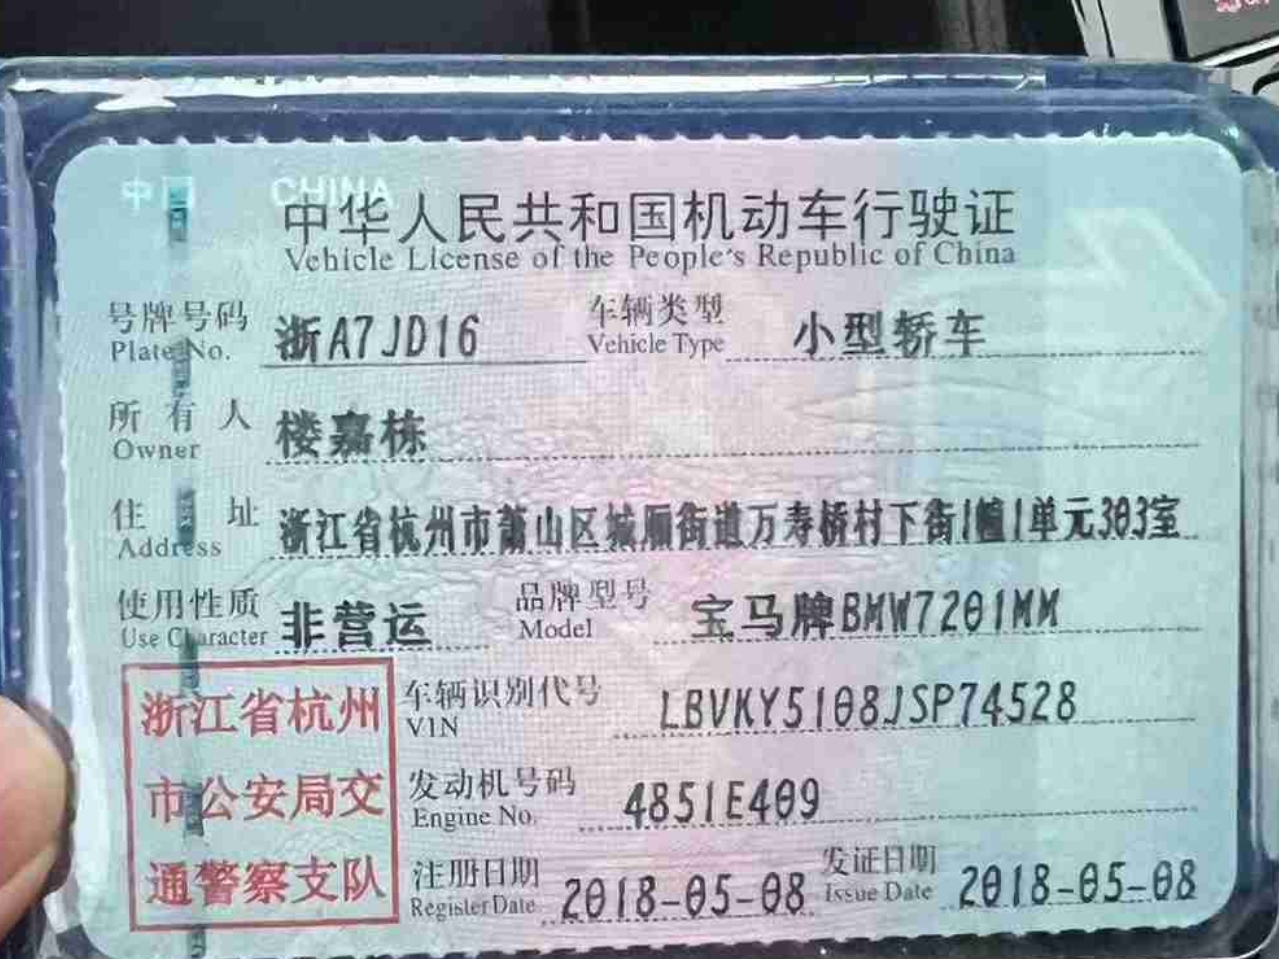 中国 CHINA
中华人民共和国机动车行驶证
Vehicle License of the People's Republic of China
号牌号码 浙A7JD16 车辆类型 小型轿车
Plate No. Vehicle Type
所有人 楼嘉栋
Owner
住址 浙江省杭州市萧山区城厢街道万寿桥村下街1幢1单元303室
Address
使用性质 非营运 品牌型号 宝马牌BMW7201MM
Use Character Model
浙江省杭州 车辆识别代号 LBVKY5108JSP74528
VIN
市公安局交 发动机号码 4851E409
Engine No.
通警察支队 注册日期 2018-05-08 发证日期 2018-05-08
Register Date Issue Date